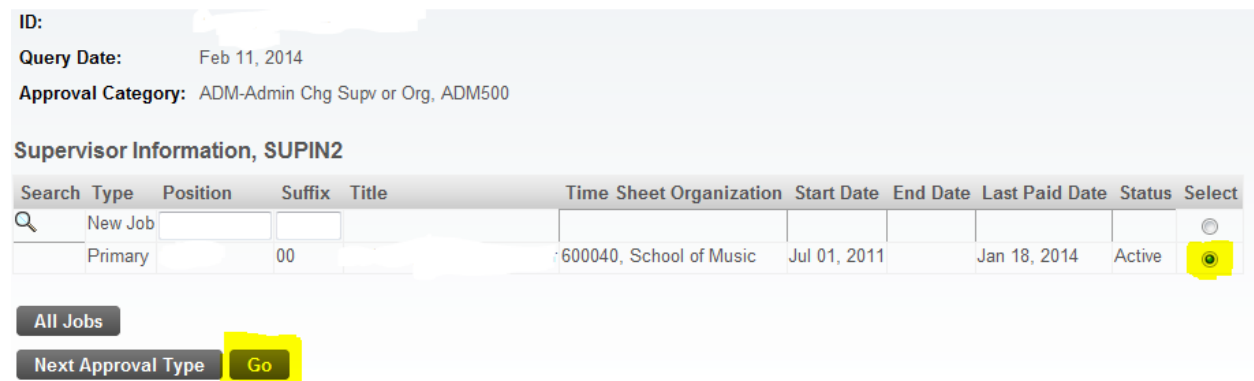 ID:
Query Date: Feb 11, 2014
Approval Category: ADM-Admin Chg Supv or Org, ADM500
Supervisor Information, SUPIN2
Search Type Position Suffix Title Time Sheet Organization Start Date End Date Last Paid Date Status Select
New Job
Primary 00 600040, School of Music Jul 01, 2011 Jan 18, 2014 Active
All Jobs
Next Approval Type Go